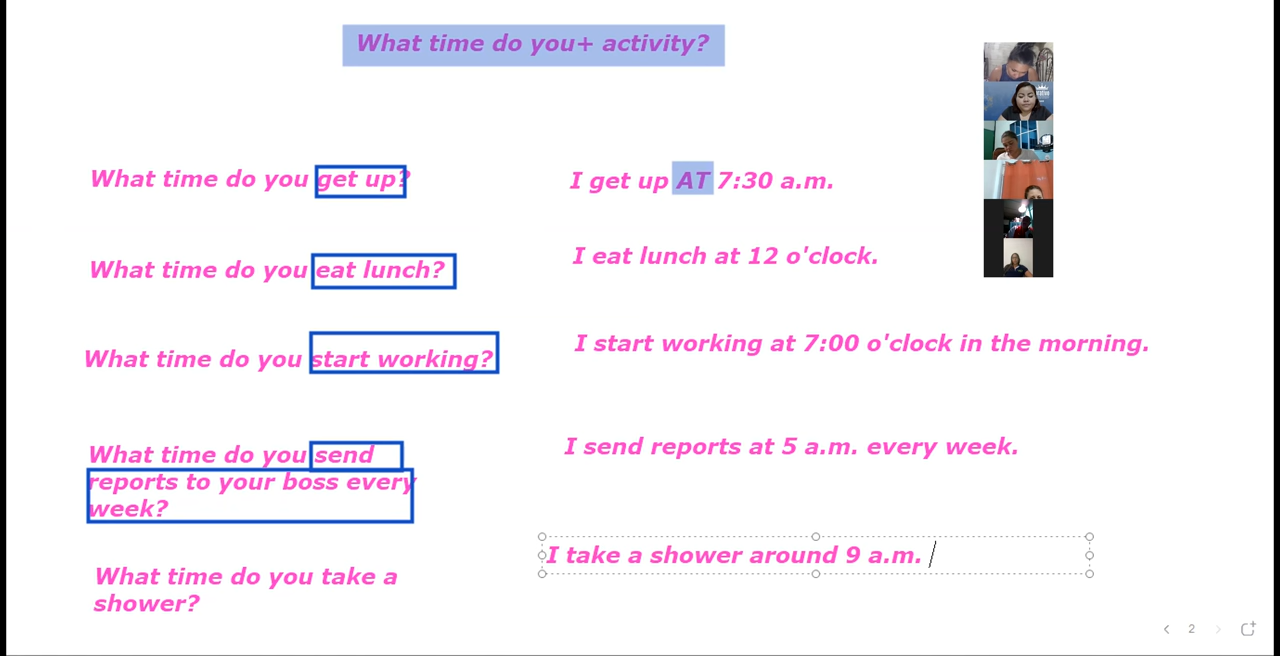 What time do you+ activity?
What time do you get up?
I get up AT 7:30 a.m.
What time do you eat lunch?
I eat lunch at 12 o'clock.
What time do you start working?
I start working at 7:00 o'clock in the morning.
What time do you send
reports to your boss every
week?
I send reports at 5 a.m. every week.
What time do you take a
shower?
I take a shower around 9 a.m.
2